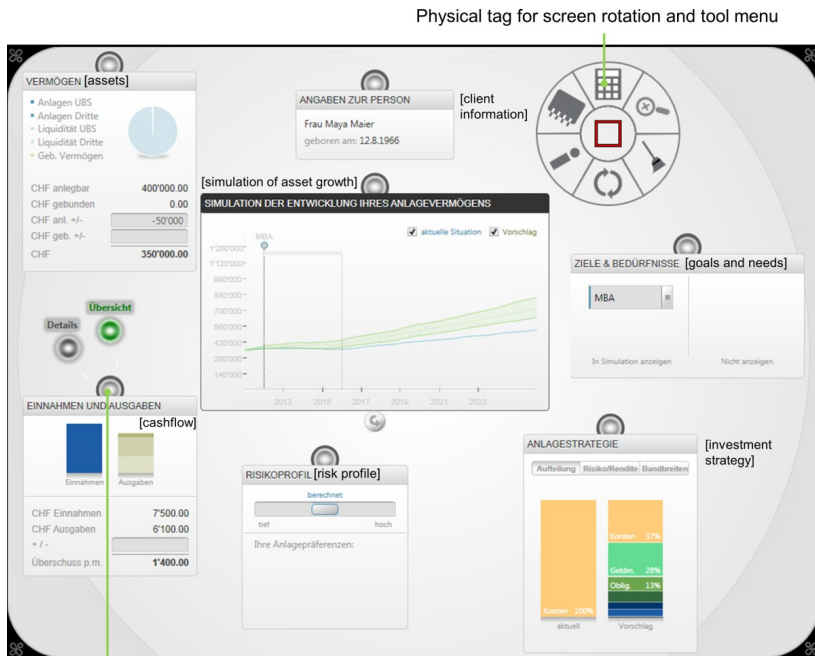 Physical tag for screen rotation and tool menu
VERMÖGEN [assets]
Anlagen UBS
Anlagen Dritte
Liquidität UBS
Liquidität Dritte
Geb. Vermögen
CHF anlegbar 400'000.00
CHF gebunden 0.00
CHF anl. +/- -50'000
CHF geb. +/-
CHF 350'000.00
ANGABEN ZUR PERSON
[client
information]
Frau Maya Maier
geboren am: 12.8.1966
[simulation of asset growth]
SIMULATION DER ENTWICKLUNG IHRES ANLAGEVERMÖGENS
aktuelle Situation Vorschlag
MBA
1'260'000
1'120'000
980'000
840'000
700'000
560'000
420'000
280'000
140'000
2013 2015 2017 2019 2021 2023
ZIELE & BEDÜRFNISSE [goals and needs]
MBA
In Simulation anzeigen Nicht anzeigen
Übersicht
Details
EINNAHMEN UND AUSGABEN
[cashflow]
Einnahmen Ausgaben
CHF Einnahmen 7'500.00
CHF Ausgaben 6'100.00
+ / -
Überschuss p.m. 1'400.00
RISIKOPROFIL [risk profile]
berechnet
tief hoch
Ihre Anlagepräferenzen:
ANLAGESTRATEGIE
[investment
strategy]
Aufteilung Risiko/Rendite Bandbreiten
Konten 37%
Geldm. 28%
Oblig. 13%
Konten 100%
aktuell Vorschlag